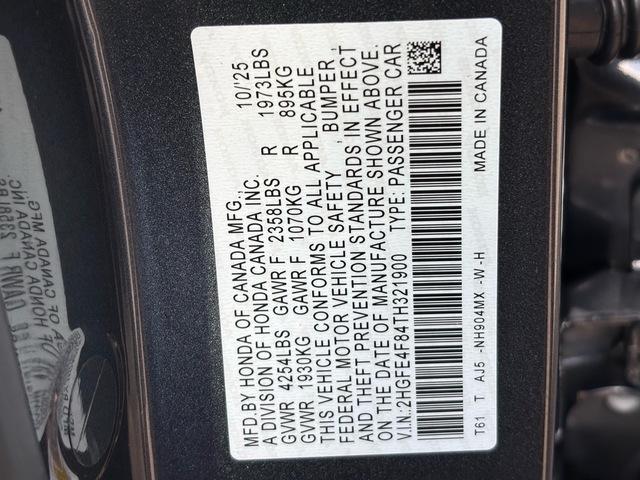 MFD.BY HONDA OF CANADA MFG., 10/'25
A DIVISION OF HONDA CANADA INC.
GVWR 4254LBS GAWR F 2358LBS R 1973LBS
GVWR 1930KG GAWR F 1070KG R 895KG
THIS VEHICLE CONFORMS TO ALL APPLICABLE
FEDERAL MOTOR VEHICLE SAFETY , BUMPER ,
AND THEFT PREVENTION STANDARDS IN EFFECT
ON THE DATE OF MANUFACTURE SHOWN ABOVE.
V.I.N.:2HGFE4F84TH321900 TYPE: PASSENGER CAR
T61 T AJ5 -NH904MX -W-H MADE IN CANADA